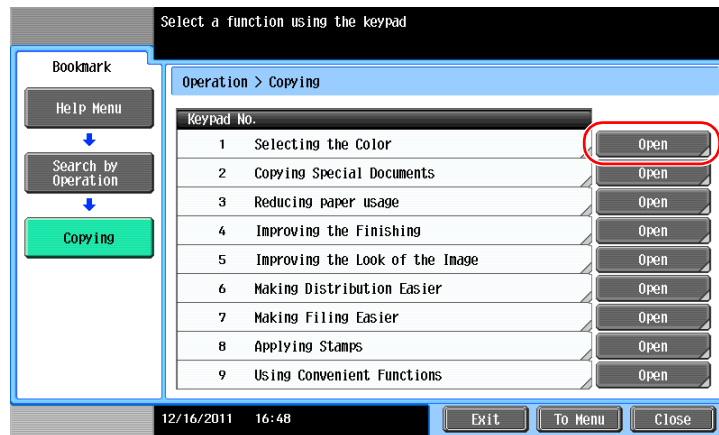 Select a function using the keypad
Bookmark
Help Menu
Search by
Operation
Copying
Operation > Copying
Keypad No.
1 Selecting the Color Open
2 Copying Special Documents Open
3 Reducing paper usage Open
4 Improving the Finishing Open
5 Improving the Look of the Image Open
6 Making Distribution Easier Open
7 Making Filing Easier Open
8 Applying Stamps Open
9 Using Convenient Functions Open
12/16/2011 16:48 Exit To Menu Close